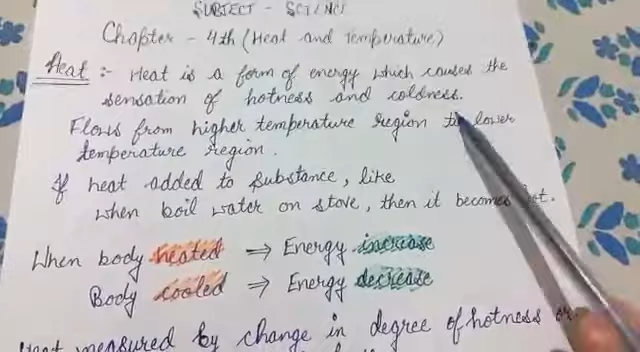 SUBJECT - SCIENCE
Chapter - 4th (Heat and Temperature)
Heat :- Heat is a form of energy which causes the
sensation of hotness and coldness.
Flows from higher temperature region to lower
temperature region.
If heat added to substance, like
when boil water on stove, then it becomes hot.
When body heated ⇒ Energy increase
Body cooled ⇒ Energy decrease
Heat measured by change in degree of hotness or